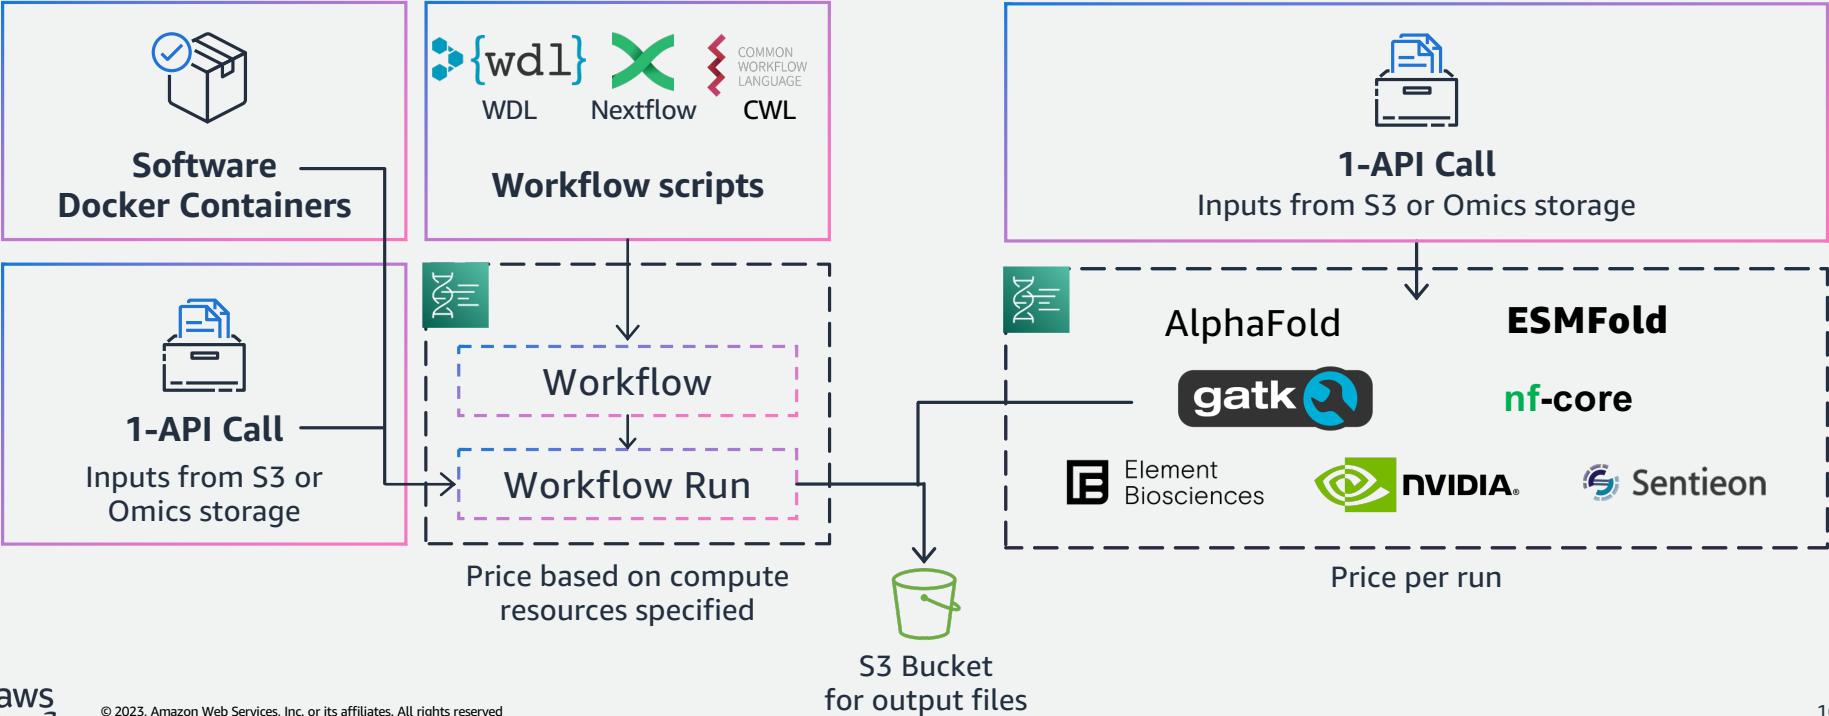 Software
Docker Containers
{wdl}
WDL
Nextflow
COMMON
WORKFLOW
LANGUAGE
CWL
Workflow scripts
1-API Call
Inputs from S3 or Omics storage
1-API Call
Inputs from S3 or
Omics storage
Workflow
Workflow Run
Price based on compute
resources specified
AlphaFold
ESMFold
gatk
nf-core
Element
Biosciences
NVIDIA.
Sentieon
Price per run
S3 Bucket
for output files
aws
© 2023, Amazon Web Services, Inc. or its affiliates. All rights reserved